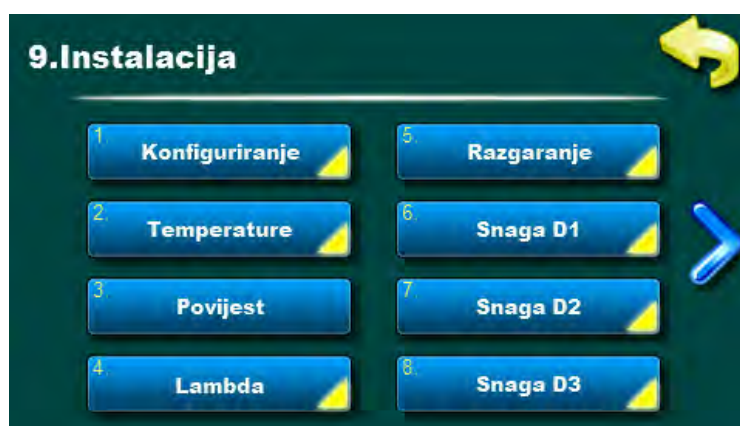 9.Instalacija
1.
Konfiguriranje
2.
Temperature
3.
Povijest
4.
Lambda
5.
Razgaranje
6.
Snaga D1
7.
Snaga D2
8.
Snaga D3